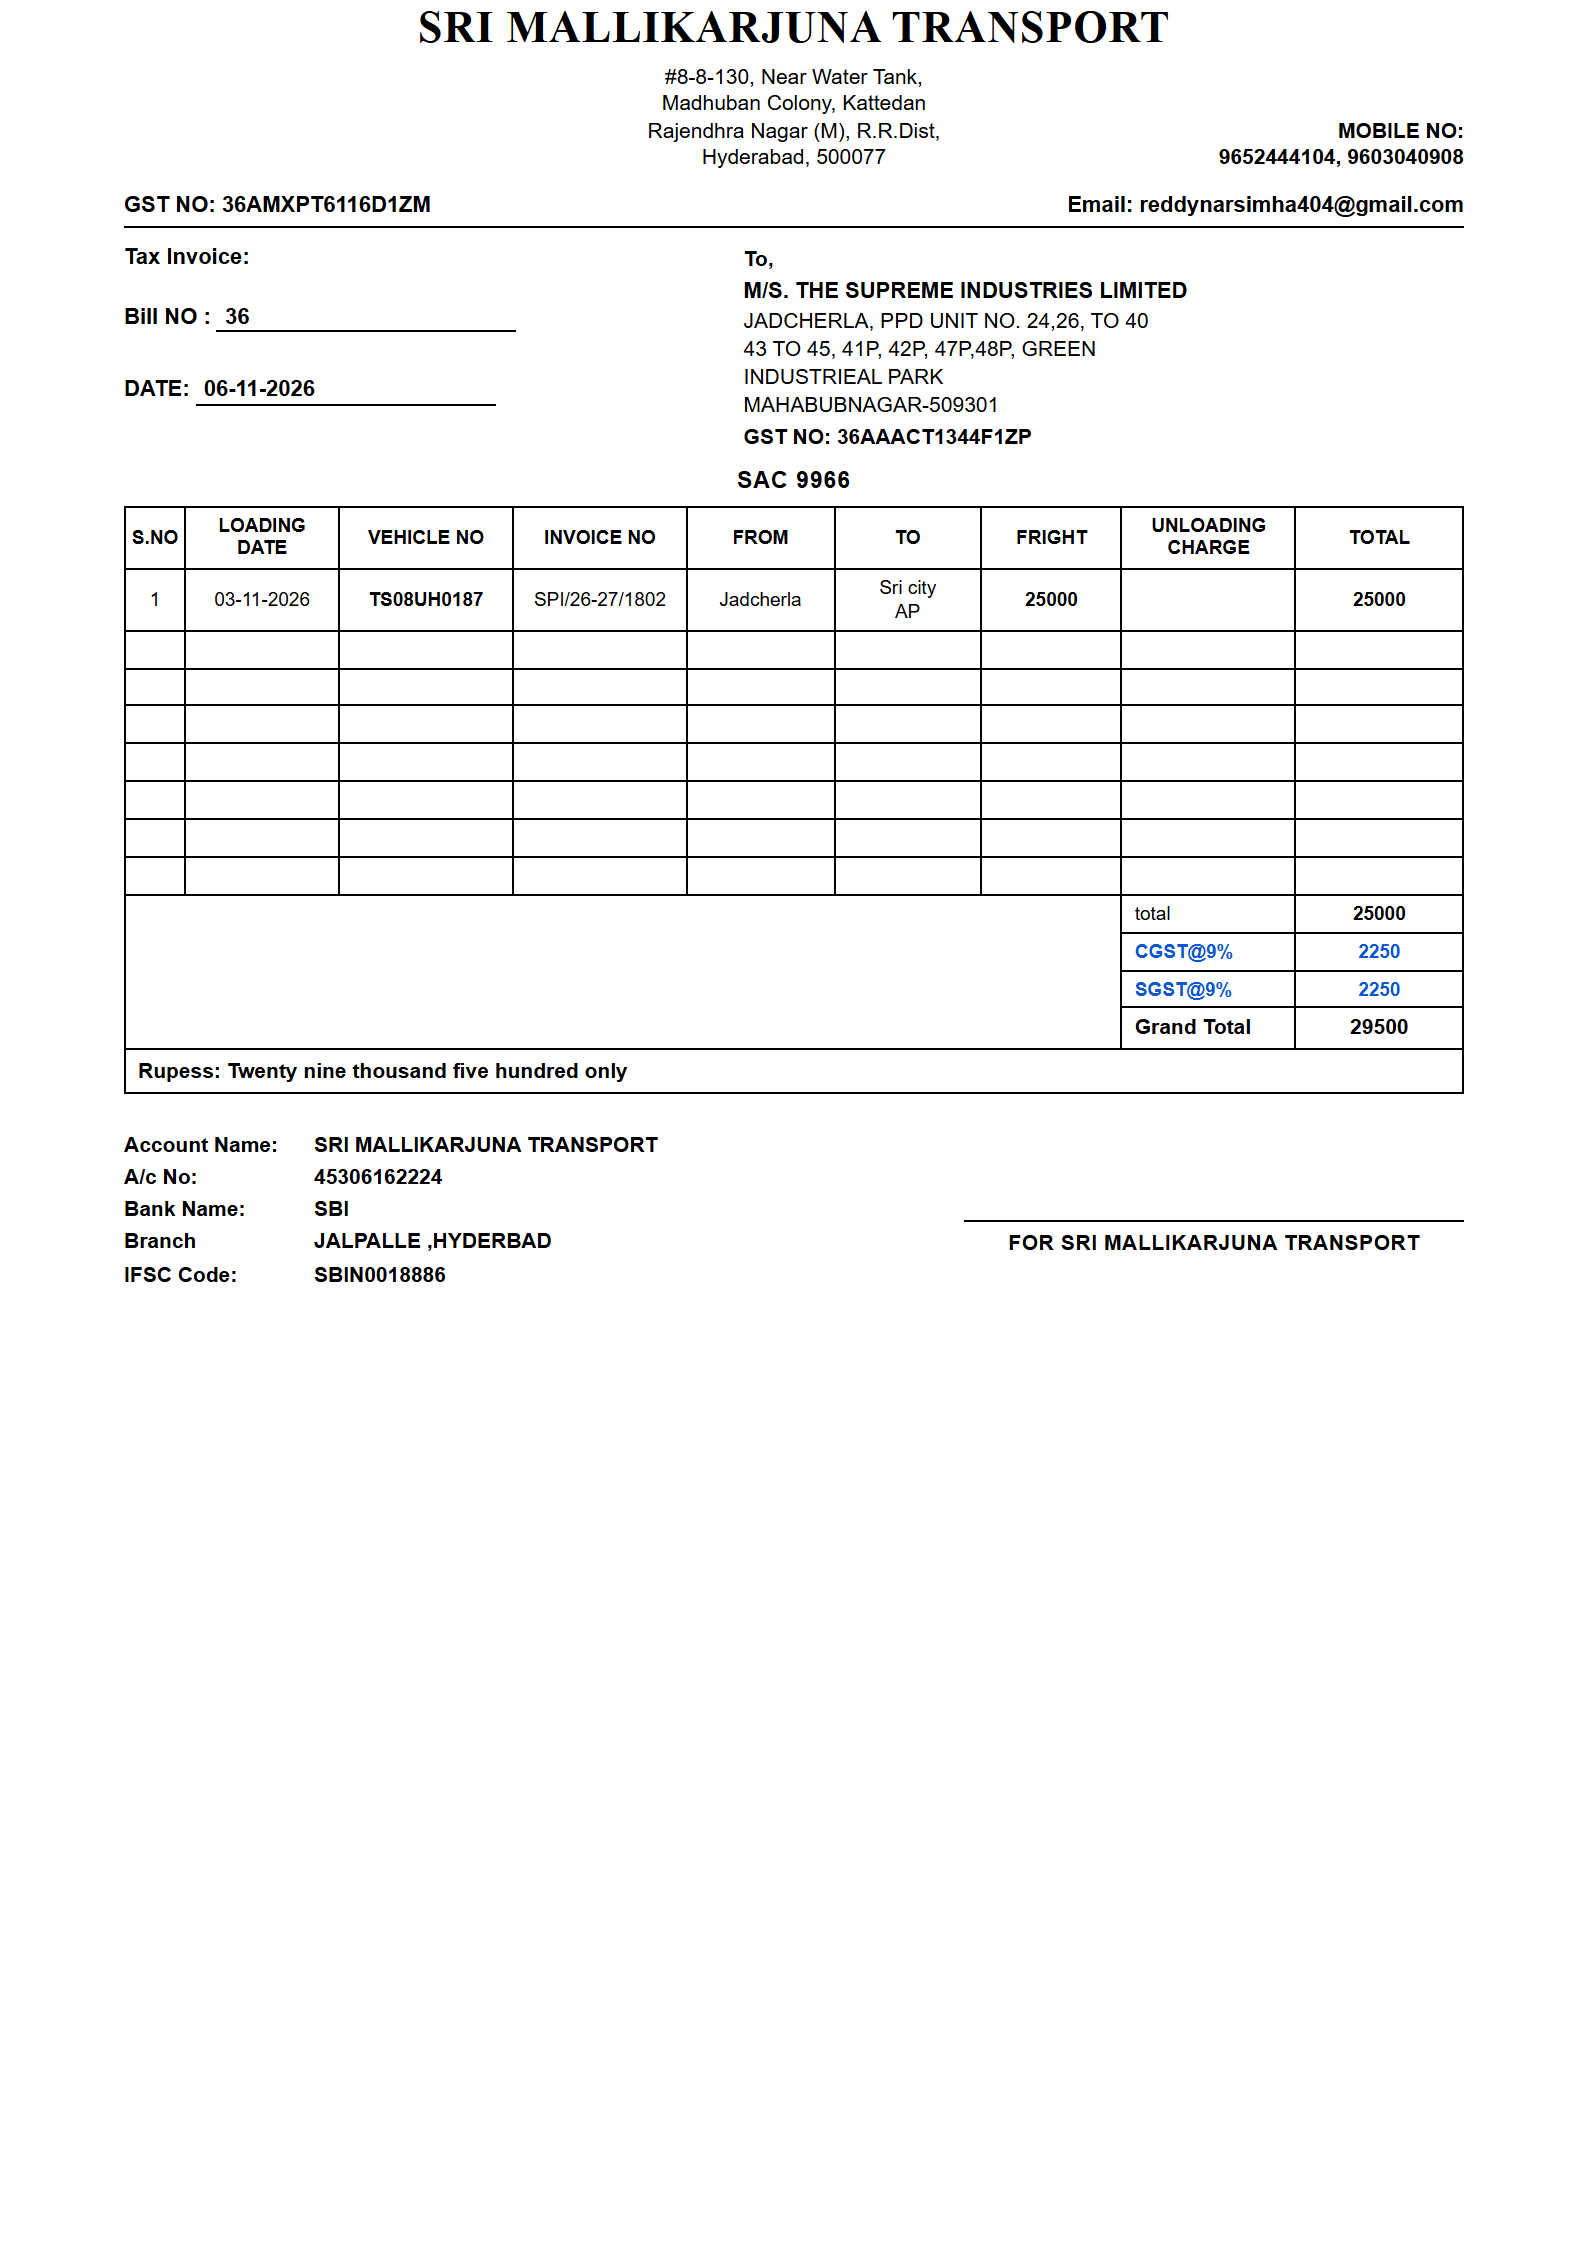 SRI MALLIKARJUNA TRANSPORT
#8-8-130, Near Water Tank,
Madhuban Colony, Kattedan
Rajendhra Nagar (M), R.R.Dist,
Hyderabad, 500077
MOBILE NO:
9652444104, 9603040908
GST NO: 36AMXPT6116D1ZM
Email: reddynarsimha404@gmail.com
Tax Invoice:
Bill NO : 36
DATE: 06-11-2026
To,
M/S. THE SUPREME INDUSTRIES LIMITED
JADCHERLA, PPD UNIT NO. 24,26, TO 40
43 TO 45, 41P, 42P, 47P,48P, GREEN
INDUSTRIEAL PARK
MAHABUBNAGAR-509301
GST NO: 36AAACT1344F1ZP
SAC 9966
S.NO LOADING DATE VEHICLE NO INVOICE NO FROM TO FRIGHT UNLOADING CHARGE TOTAL
1 03-11-2026 TS08UH0187 SPI/26-27/1802 Jadcherla Sri city AP 25000 25000
total 25000
CGST@9% 2250
SGST@9% 2250
Grand Total 29500
Rupess: Twenty nine thousand five hundred only
Account Name: SRI MALLIKARJUNA TRANSPORT
A/c No: 45306162224
Bank Name: SBI
Branch JALPALLE ,HYDERBAD
IFSC Code: SBIN0018886
FOR SRI MALLIKARJUNA TRANSPORT